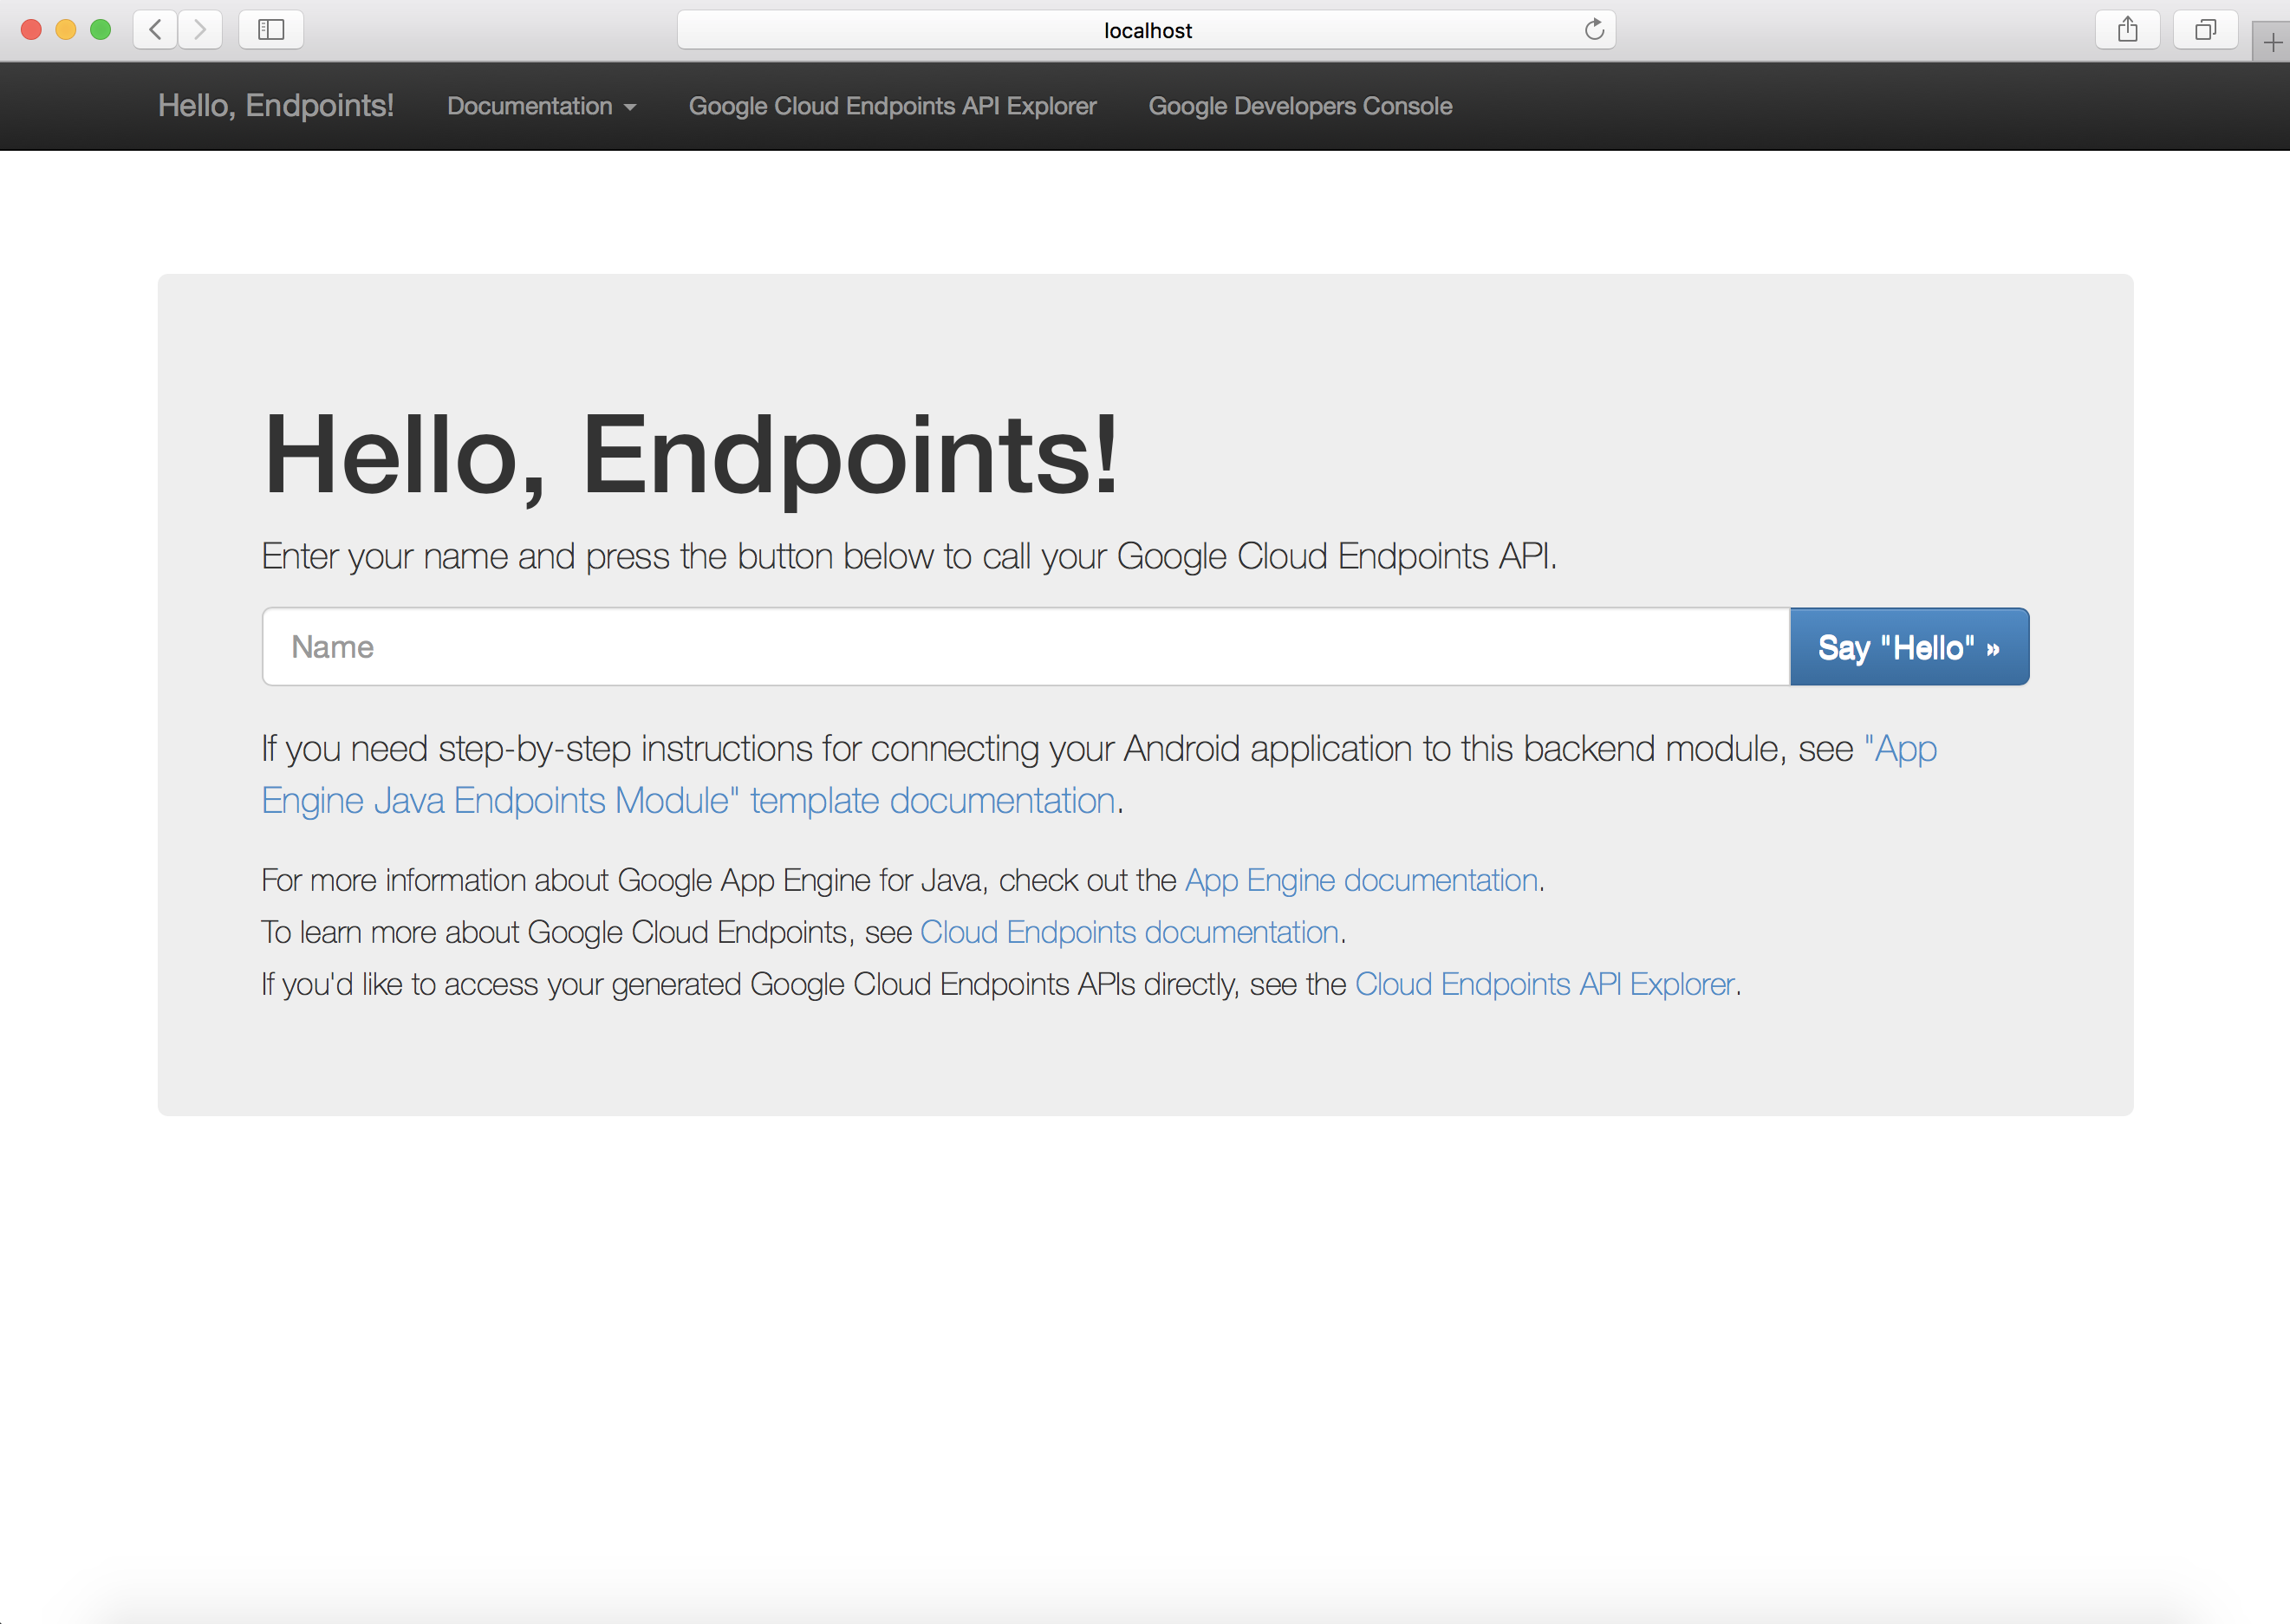 localhost
Hello, Endpoints! Documentation Google Cloud Endpoints API Explorer Google Developers Console
Hello, Endpoints!
Enter your name and press the button below to call your Google Cloud Endpoints API.
Name Say "Hello" »
If you need step-by-step instructions for connecting your Android application to this backend module, see "App
Engine Java Endpoints Module" template documentation.
For more information about Google App Engine for Java, check out the App Engine documentation.
To learn more about Google Cloud Endpoints, see Cloud Endpoints documentation.
If you'd like to access your generated Google Cloud Endpoints APIs directly, see the Cloud Endpoints API Explorer.